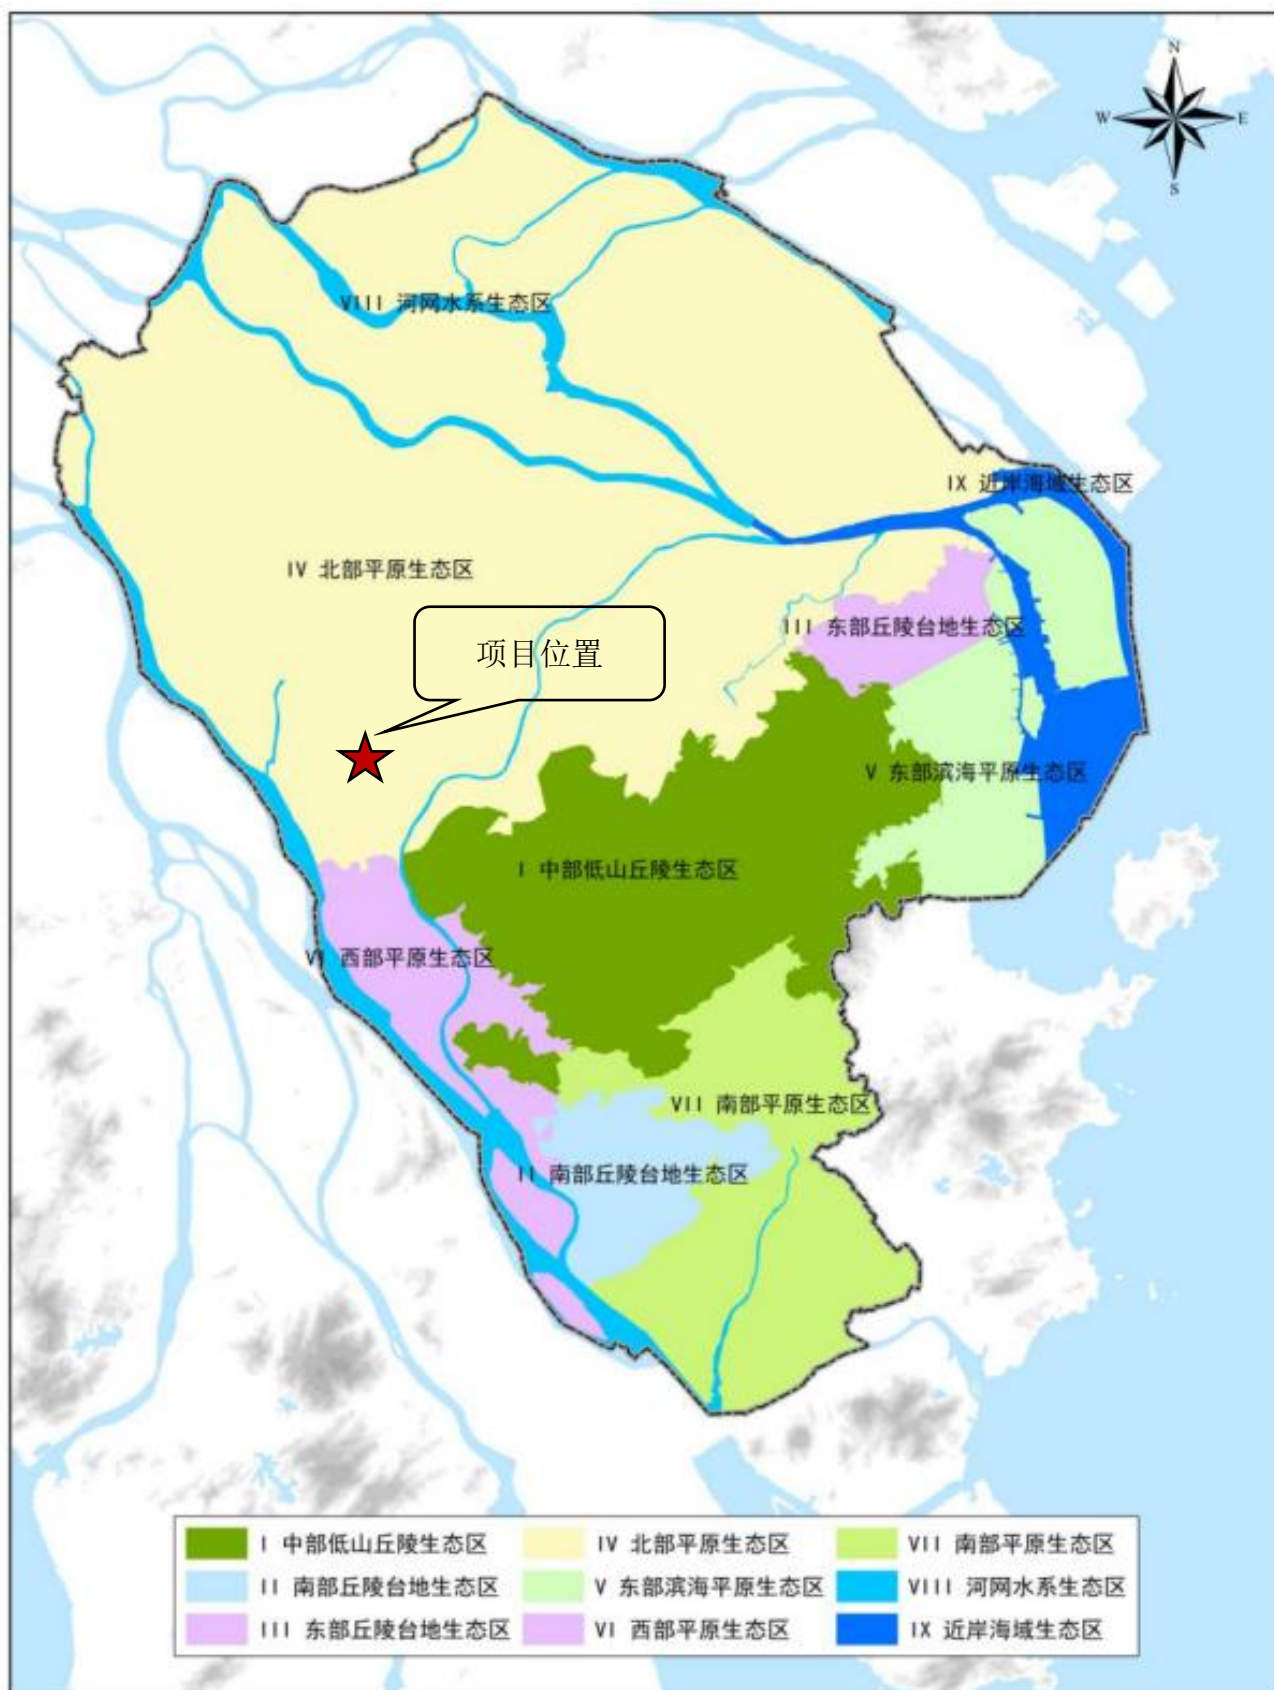 N
W
E
S
VIII 河网水系生态区
IX 近岸海域生态区
IV 北部平原生态区
III 东部丘陵台地生态区
项目位置
V 东部滨海平原生态区
I 中部低山丘陵生态区
VI 西部平原生态区
VII 南部平原生态区
II 南部丘陵台地生态区
I 中部低山丘陵生态区
IV 北部平原生态区
VII 南部平原生态区
II 南部丘陵台地生态区
V 东部滨海平原生态区
VIII 河网水系生态区
III 东部丘陵台地生态区
VI 西部平原生态区
IX 近岸海域生态区